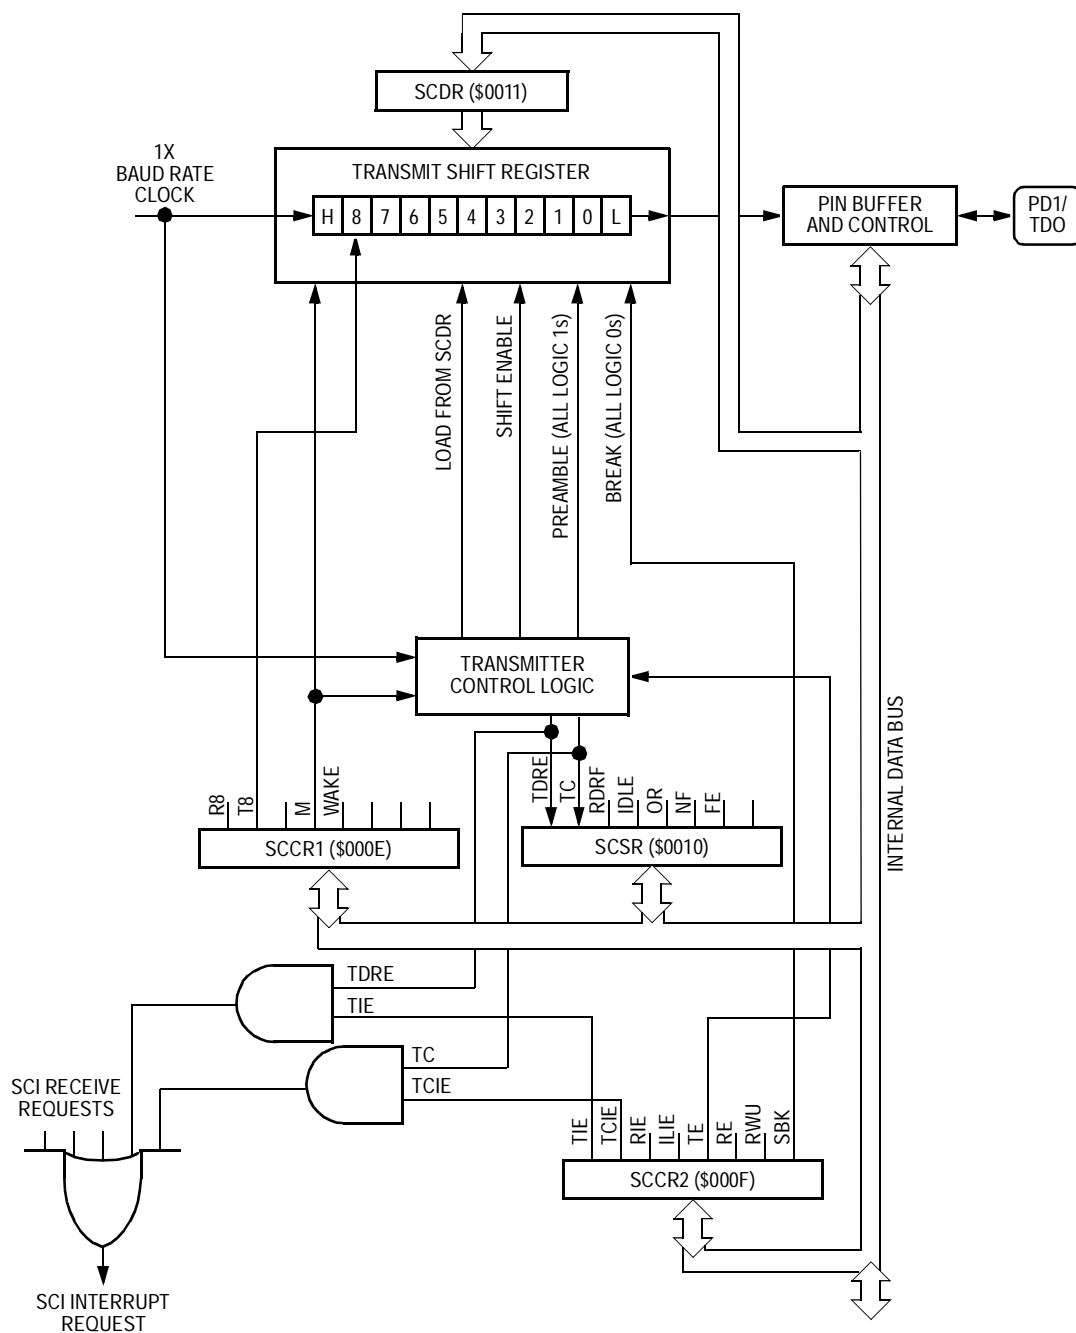 SCDR ($0011)
1X
BAUD RATE
CLOCK
TRANSMIT SHIFT REGISTER
H 8 7 6 5 4 3 2 1 0 L
PIN BUFFER
AND CONTROL
PD1/
TDO
LOAD FROM SCDR
SHIFT ENABLE
PREAMBLE (ALL LOGIC 1s)
BREAK (ALL LOGIC 0s)
TRANSMITTER
CONTROL LOGIC
INTERNAL DATA BUS
R8
T8
M
WAKE
SCCR1 ($000E)
TDRE
TC
RDRF
IDLE
OR
NF
FE
SCSR ($0010)
TDRE
TIE
TC
TCIE
SCI RECEIVE
REQUESTS
TIE
TCIE
RIE
ILIE
TE
RE
RWU
SBK
SCCR2 ($000F)
SCI INTERRUPT
REQUEST